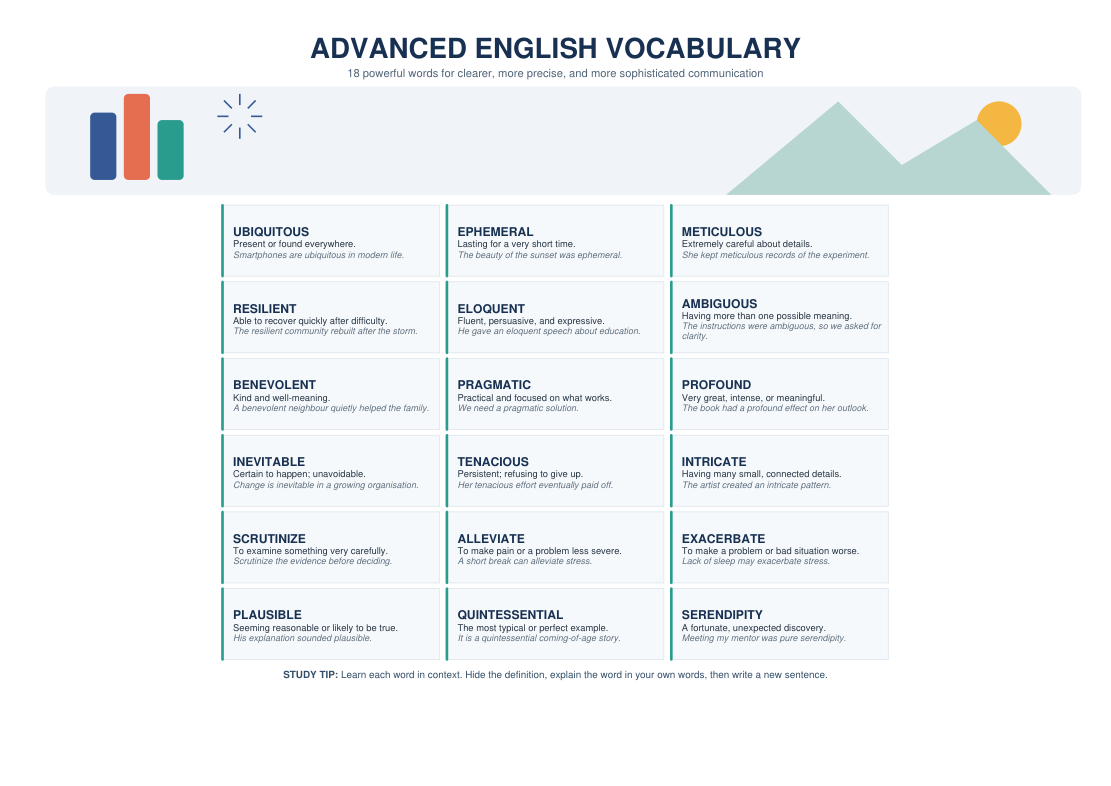 ADVANCED ENGLISH VOCABULARY
18 powerful words for clearer, more precise, and more sophisticated communication
UBIQUITOUS
Present or found everywhere.
Smartphones are ubiquitous in modern life.
EPHEMERAL
Lasting for a very short time.
The beauty of the sunset was ephemeral.
METICULOUS
Extremely careful about details.
She kept meticulous records of the experiment.
RESILIENT
Able to recover quickly after difficulty.
The resilient community rebuilt after the storm.
ELOQUENT
Fluent, persuasive, and expressive.
He gave an eloquent speech about education.
AMBIGUOUS
Having more than one possible meaning.
The instructions were ambiguous, so we asked for
clarity.
BENEVOLENT
Kind and well-meaning.
A benevolent neighbour quietly helped the family.
PRAGMATIC
Practical and focused on what works.
We need a pragmatic solution.
PROFOUND
Very great, intense, or meaningful.
The book had a profound effect on her outlook.
INEVITABLE
Certain to happen; unavoidable.
Change is inevitable in a growing organisation.
TENACIOUS
Persistent; refusing to give up.
Her tenacious effort eventually paid off.
INTRICATE
Having many small, connected details.
The artist created an intricate pattern.
SCRUTINIZE
To examine something very carefully.
Scrutinize the evidence before deciding.
ALLEVIATE
To make pain or a problem less severe.
A short break can alleviate stress.
EXACERBATE
To make a problem or bad situation worse.
Lack of sleep may exacerbate stress.
PLAUSIBLE
Seeming reasonable or likely to be true.
His explanation sounded plausible.
QUINTESSENTIAL
The most typical or perfect example.
It is a quintessential coming-of-age story.
SERENDIPITY
A fortunate, unexpected discovery.
Meeting my mentor was pure serendipity.
STUDY TIP: Learn each word in context. Hide the definition, explain the word in your own words, then write a new sentence.